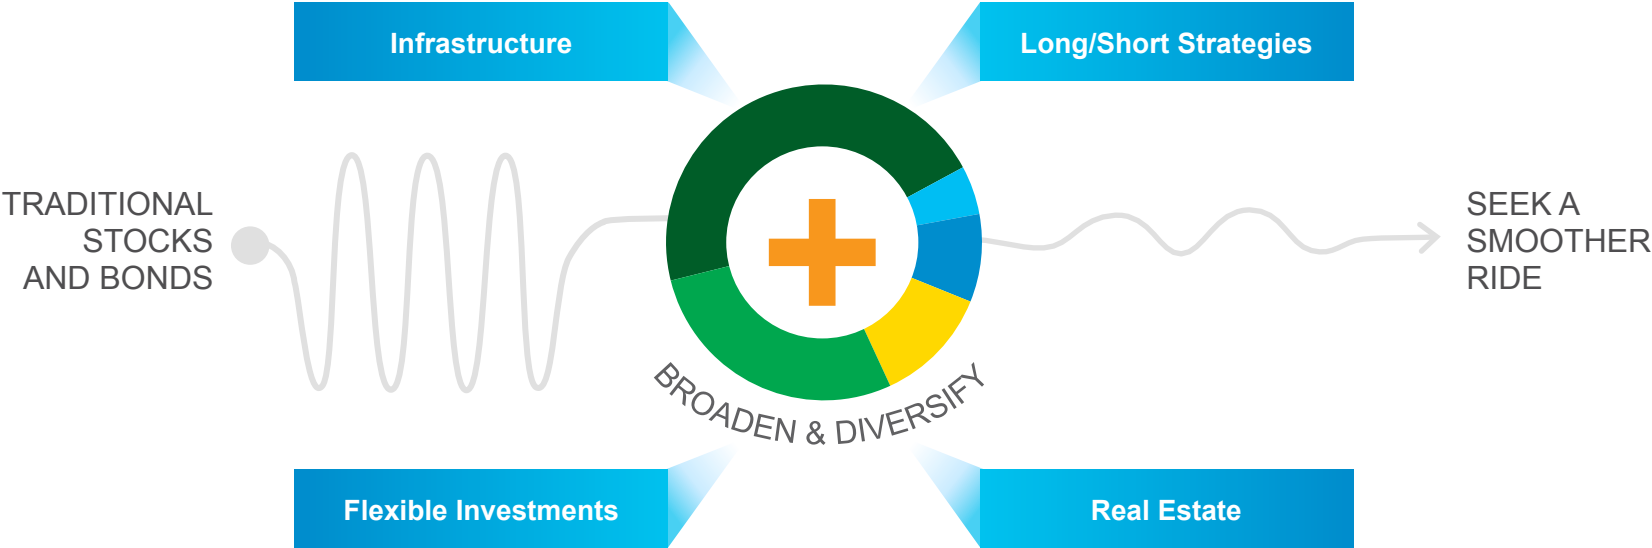 Infrastructure
Long/Short Strategies
TRADITIONAL
STOCKS
AND BONDS
SEEK A
SMOOTHER
RIDE
BROADEN & DIVERSIFY
Flexible Investments
Real Estate